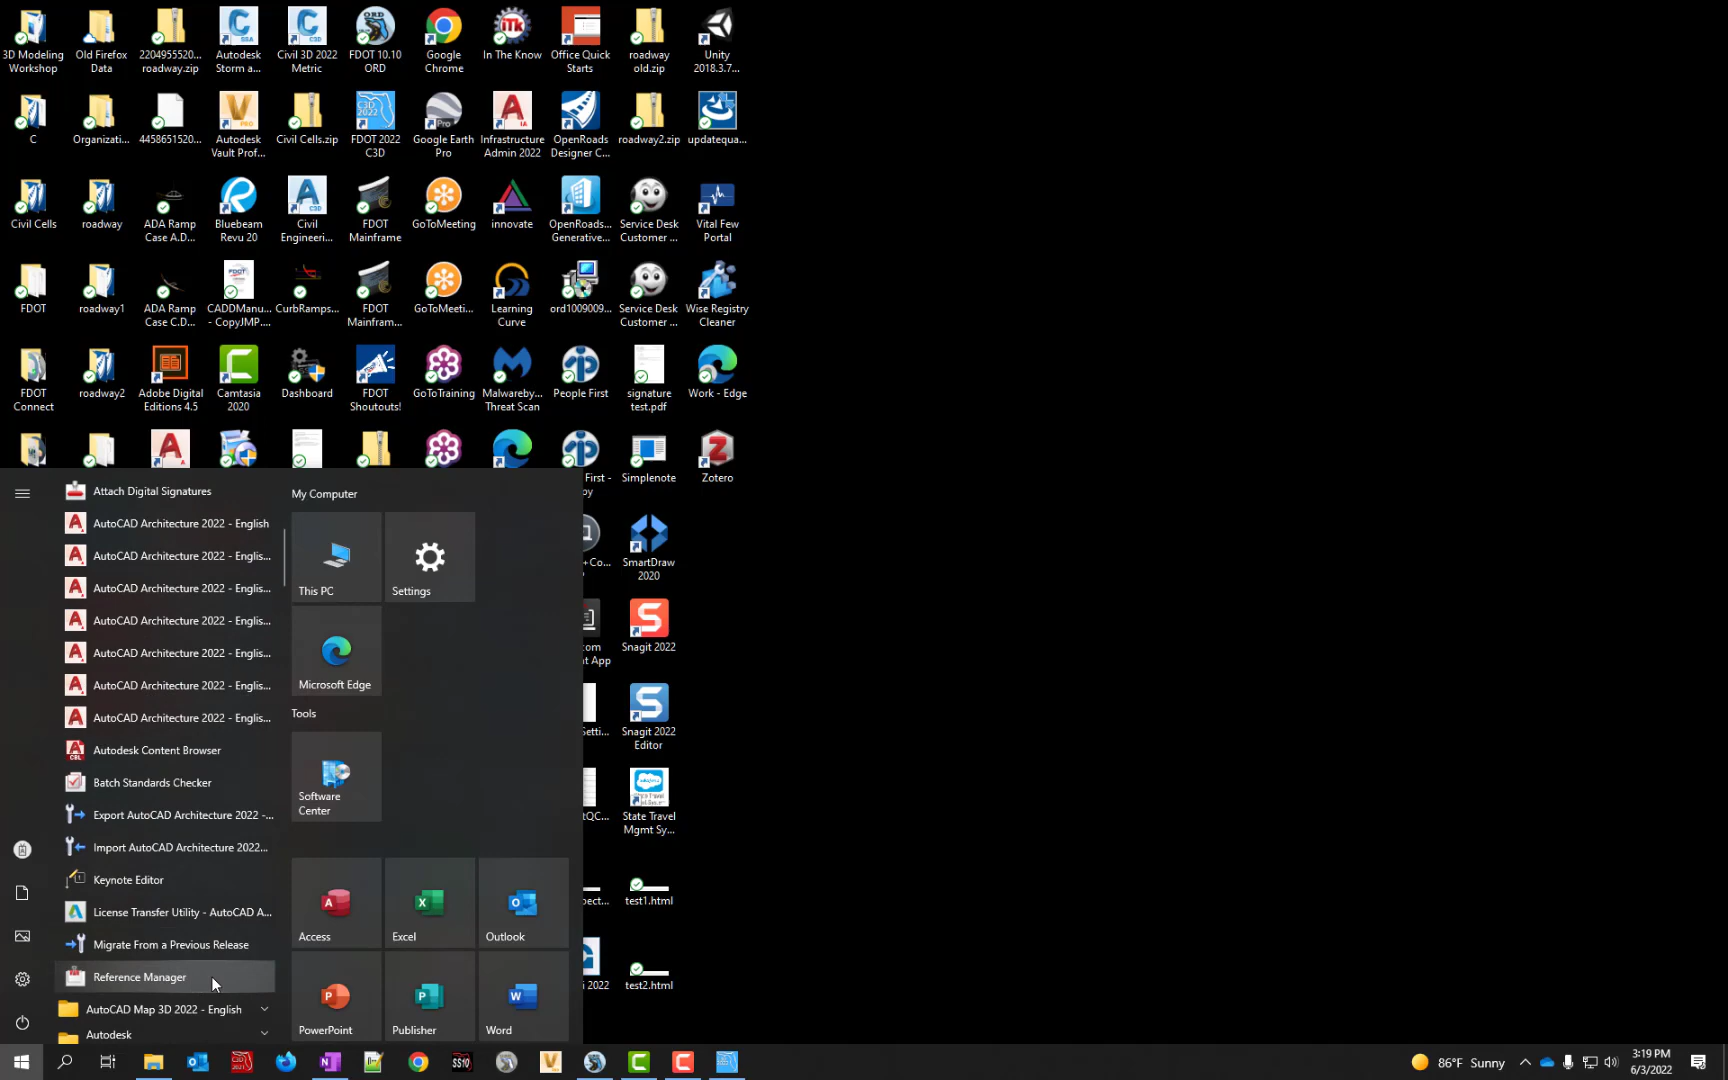 3D Modeling
Workshop
Old Firefox
Data
2204955520...
roadway.zip
Autodesk
Storm a...
Civil 3D 2022
Metric
FDOT 10.10
ORD
Google
Chrome
In The Know
Office Quick
Starts
roadway
old.zip
Unity
2018.3.7...
C
Organizati...
4458651520...
Autodesk
Vault Prof...
Civil Cells.zip
FDOT 2022
C3D
Google Earth
Pro
Infrastructure
Admin 2022
OpenRoads
Designer C...
roadway2.zip
updatequa...
Civil Cells
roadway
ADA Ramp
Case A.D...
Bluebeam
Revu 20
Civil
Engineeri...
FDOT
Mainframe
GoToMeeting
innovate
OpenRoads...
Generative...
Service Desk
Customer ...
Vital Few
Portal
FDOT
roadway1
ADA Ramp
Case C.D...
CADDManu...
- CopyJMP....
CurbRamps...
FDOT
Mainfram...
GoToMeeti...
Learning
Curve
ord1009009...
Service Desk
Customer ...
Wise Registry
Cleaner
FDOT
Connect
roadway2
Adobe Digital
Editions 4.5
Camtasia
2020
Dashboard
FDOT
Shoutouts!
GoToTraining
Malwareby...
Threat Scan
People First
signature
test.pdf
Work - Edge
First -
Simplenote
Zotero
SmartDraw
2020
Snagit 2022
Snagit 2022
Editor
State Travel
Mgmt Sy...
test1.html
test2.html
Attach Digital Signatures
AutoCAD Architecture 2022 - English
AutoCAD Architecture 2022 - Englis...
AutoCAD Architecture 2022 - Englis...
AutoCAD Architecture 2022 - Englis...
AutoCAD Architecture 2022 - Englis...
AutoCAD Architecture 2022 - Englis...
AutoCAD Architecture 2022 - Englis...
Autodesk Content Browser
Batch Standards Checker
Export AutoCAD Architecture 2022 -...
Import AutoCAD Architecture 2022...
Keynote Editor
License Transfer Utility - AutoCAD A...
Migrate From a Previous Release
Reference Manager
AutoCAD Map 3D 2022 - English
Autodesk
My Computer
This PC
Settings
Microsoft Edge
Tools
Software
Center
Access
Excel
Outlook
PowerPoint
Publisher
Word
86°F Sunny
3:19 PM
6/3/2022